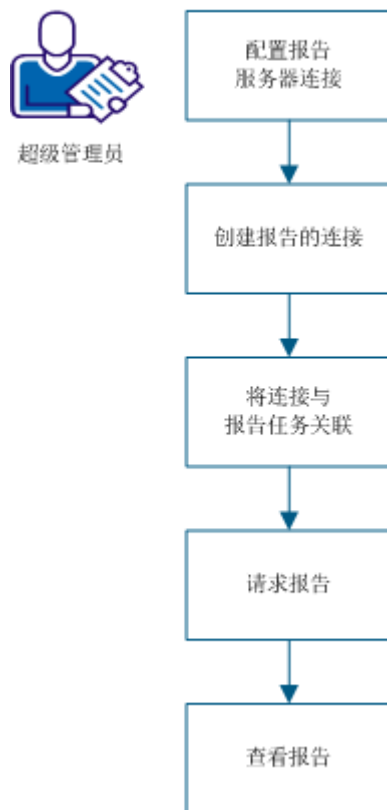 超级管理员
配置报告
服务器连接
创建报告的连接
将连接与
报告任务关联
请求报告
查看报告